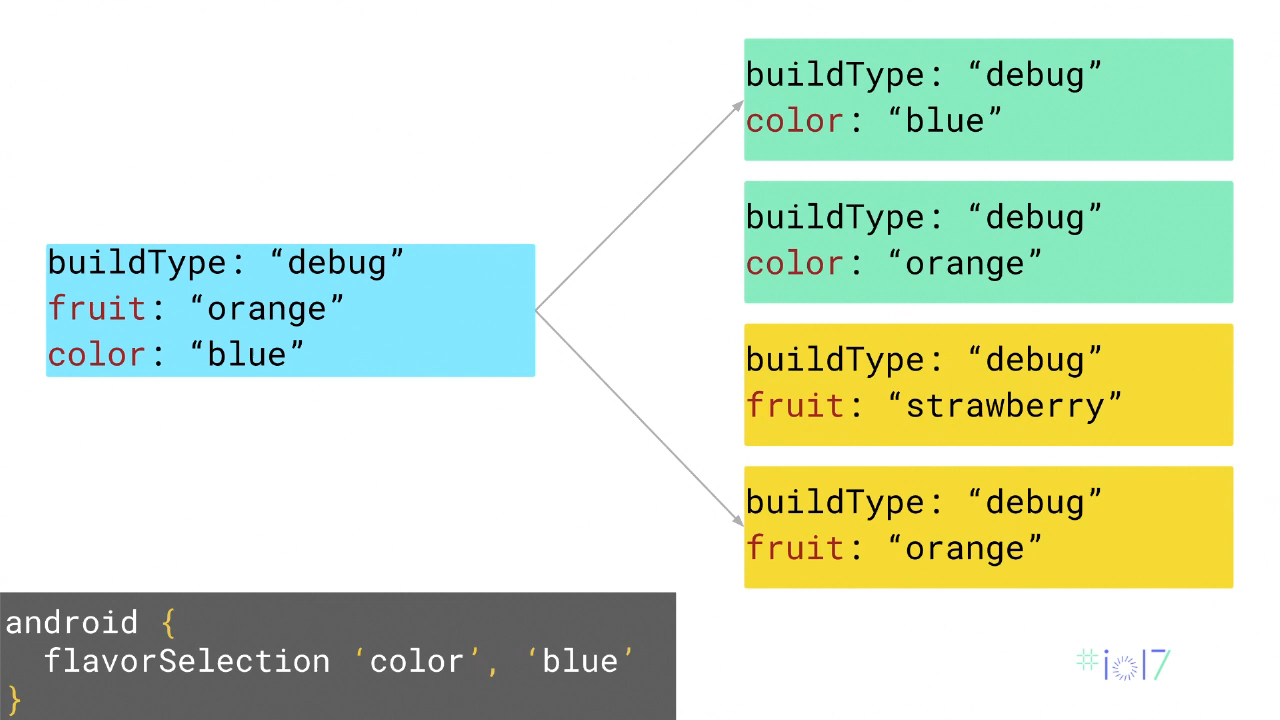 buildType: “debug”
fruit: “orange”
color: “blue”
buildType: “debug”
color: “blue”
buildType: “debug”
color: “orange”
buildType: “debug”
fruit: “strawberry”
buildType: “debug”
fruit: “orange”
android {
flavorSelection ‘color’, ‘blue’
}
#io17